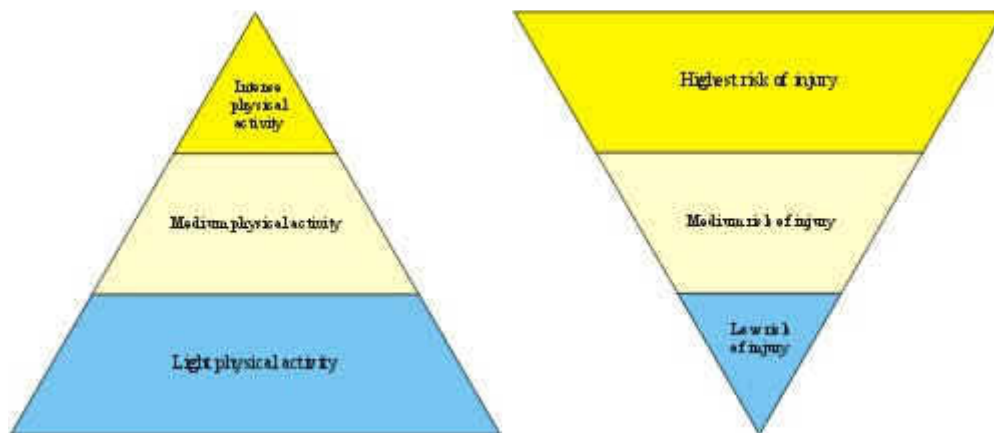 Intense
physical
activity
Medium physical activity
Light physical activity
Highest risk of injury
Medium risk of injury
Low risk
of injury